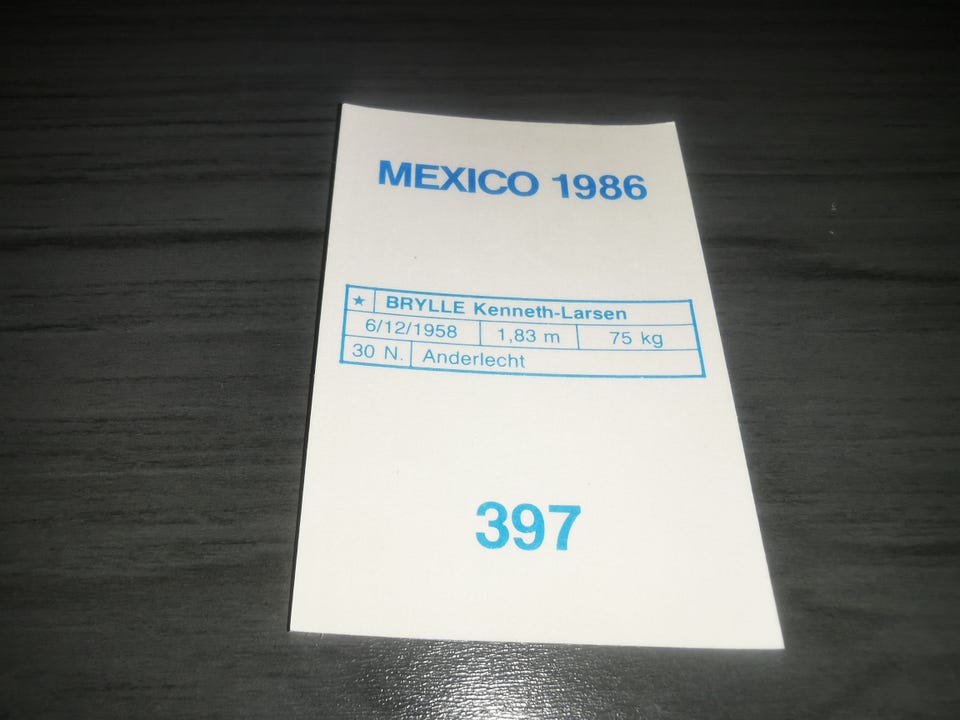 MEXICO 1986
★ BRYLLE Kenneth-Larsen
6/12/1958 1,83 m 75 kg
30 N. Anderlecht
397